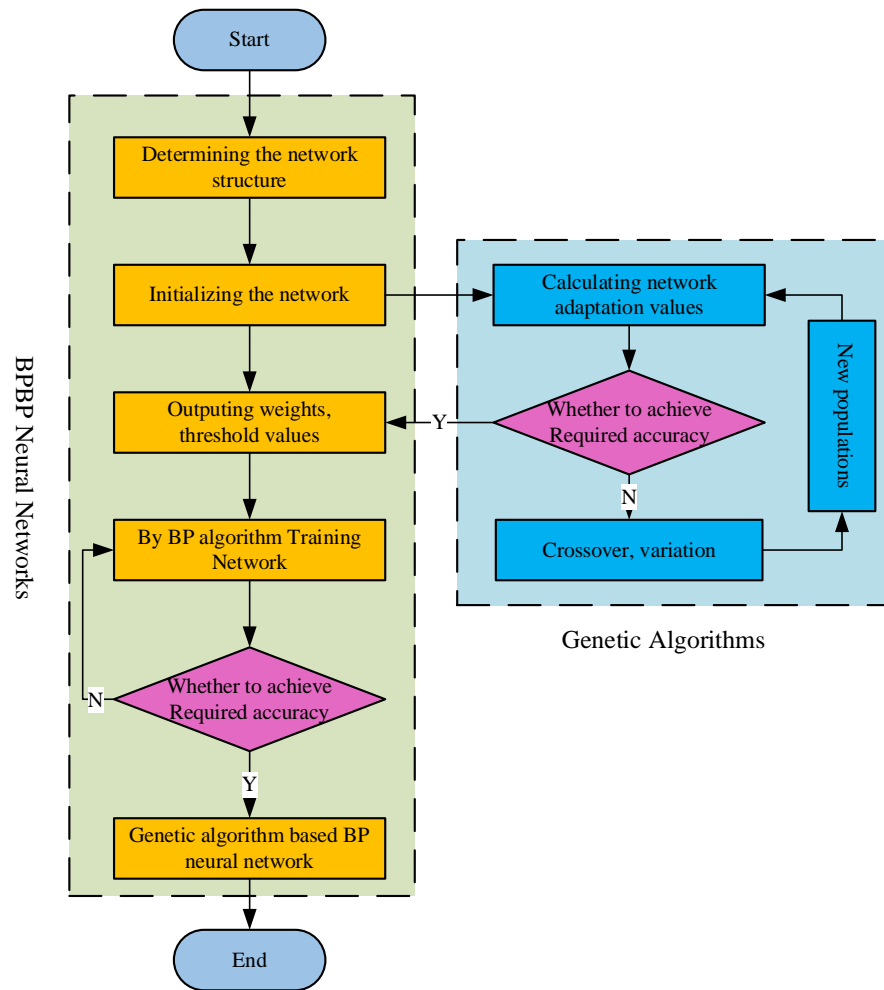 Start
Determining the network
structure
Initializing the network
Calculating network
adaptation values
New populations
Outputing weights,
threshold values
Y
Whether to achieve
Required accuracy
N
By BP algorithm Training
Network
Crossover, variation
Genetic Algorithms
BPBP Neural Networks
Whether to achieve
Required accuracy
N
Y
Genetic algorithm based BP
neural network
End